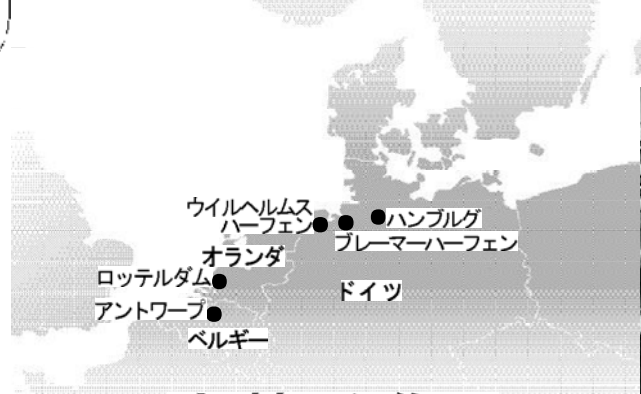 ウイルヘルムス
ハーフェン
ハンブルグ
ブレーマーハーフェン
オランダ
ロッテルダム
ドイツ
アントワープ
ベルギー